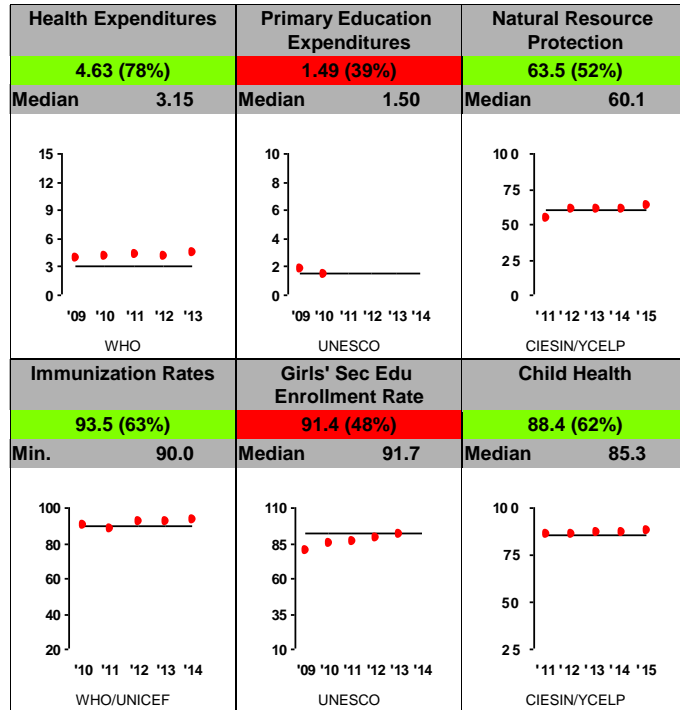 Health Expenditures
4.63 (78%)
Median 3.15
15
12
9
6
3
0
'09 '10 '11 '12 '13
WHO
Primary Education
Expenditures
1.49 (39%)
Median 1.50
10
8
6
4
2
0
'09 '10 '11 '12 '13 '14
UNESCO
Natural Resource
Protection
63.5 (52%)
Median 60.1
100
75
50
25
0
'11 '12 '13 '14 '15
CIESIN/YCELP
Immunization Rates
93.5 (63%)
Min. 90.0
100
80
60
40
20
'10 '11 '12 '13 '14
WHO/UNICEF
Girls' Sec Edu
Enrollment Rate
91.4 (48%)
Median 91.7
110
85
60
35
10
'09 '10 '11 '12 '13 '14
UNESCO
Child Health
88.4 (62%)
Median 85.3
100
75
50
25
'11 '12 '13 '14 '15
CIESIN/YCELP